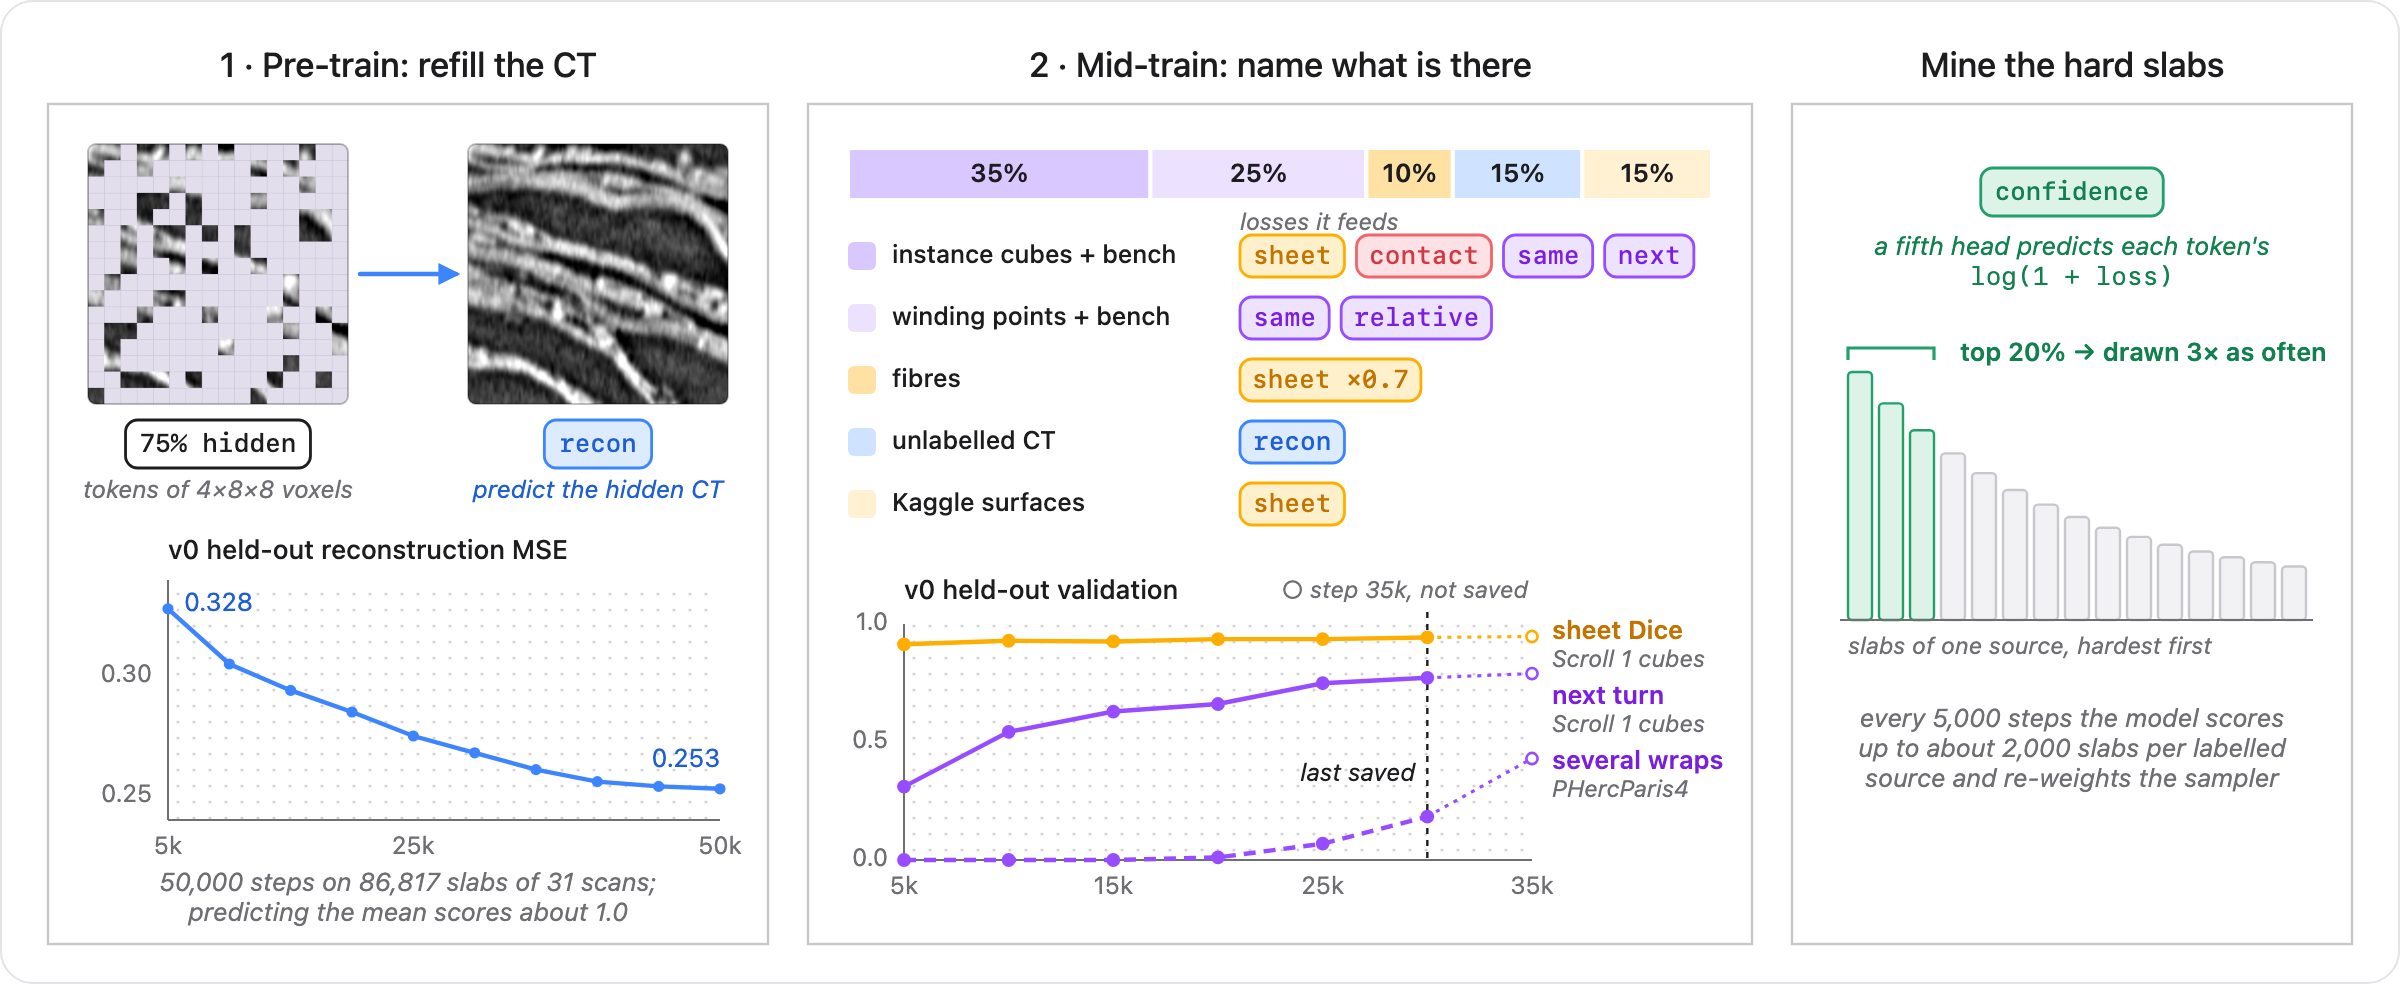 1 · Pre-train: refill the CT
75% hidden
tokens of 4×8×8 voxels
recon
predict the hidden CT
v0 held-out reconstruction MSE
0.328
0.30
0.253
0.25
5k 25k 50k
50,000 steps on 86,817 slabs of 31 scans;
predicting the mean scores about 1.0
2 · Mid-train: name what is there
35% 25% 10% 15% 15%
losses it feeds
instance cubes + bench sheet contact same next
winding points + bench same relative
fibres sheet ×0.7
unlabelled CT recon
Kaggle surfaces sheet
v0 held-out validation
step 35k, not saved
1.0
sheet Dice
Scroll 1 cubes
next turn
Scroll 1 cubes
0.5
several wraps
PHercParis4
last saved
0.0
5k 15k 25k 35k
Mine the hard slabs
confidence
a fifth head predicts each token's
log(1 + loss)
top 20% → drawn 3× as often
slabs of one source, hardest first
every 5,000 steps the model scores
up to about 2,000 slabs per labelled
source and re-weights the sampler